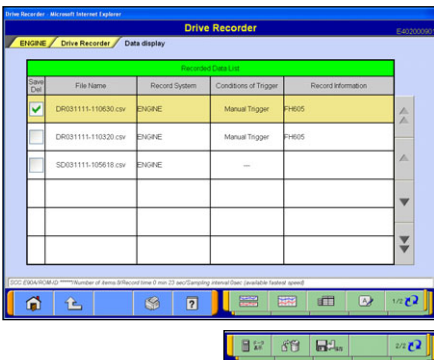 Drive Recorder - Microsoft Internet Explorer
Drive Recorder
E40200901
ENGINE
Drive Recorder
Data display
Recorded Data List
Save
Del
File Name
Record System
Conditions of Trigger
Record Information
DR031111-110630.csv
ENGINE
Manual Trigger
FH605
DR031111-110320.csv
ENGINE
Manual Trigger
FH605
SD031111-105618.csv
ENGINE
---
1/2
2/2